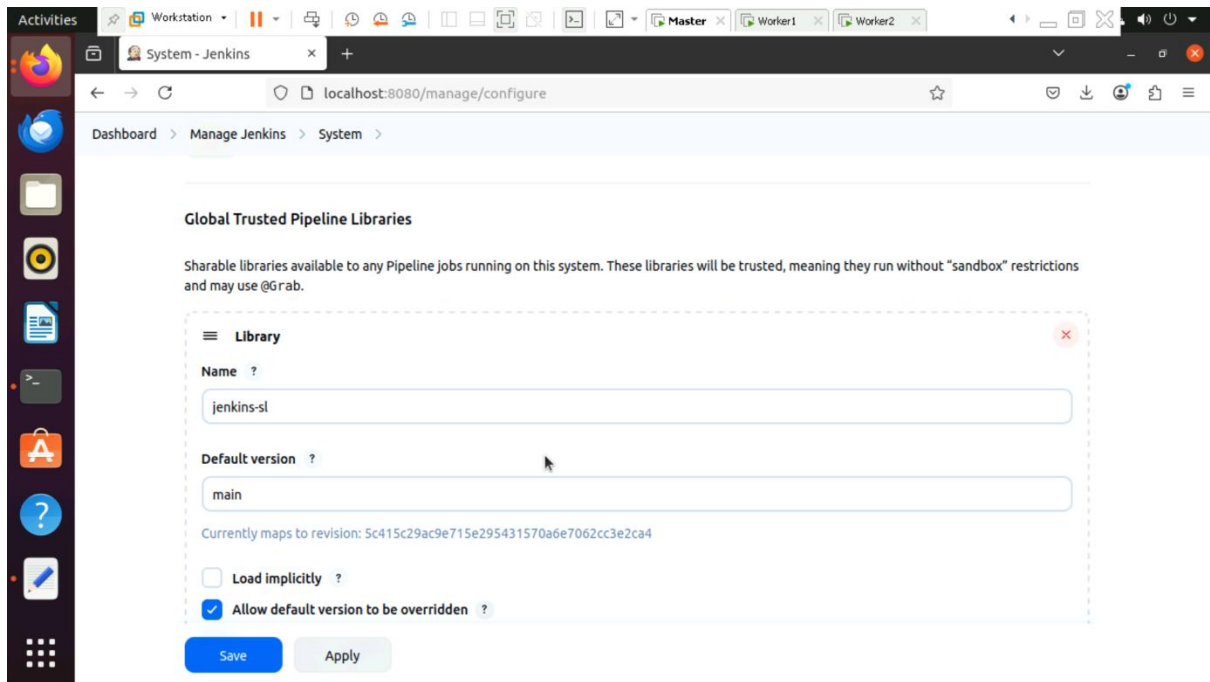 Activities
Workstation
Master
Worker1
Worker2
System - Jenkins
localhost:8080/manage/configure
Dashboard > Manage Jenkins > System >
Global Trusted Pipeline Libraries
Sharable libraries available to any Pipeline jobs running on this system. These libraries will be trusted, meaning they run without “sandbox” restrictions
and may use @Grab.
Library
Name ?
jenkins-sl
Default version ?
main
Currently maps to revision: 5c415c29ac9e715e295431570a6e7062cc3e2ca4
Load implicitly ?
Allow default version to be overridden ?
Save Apply